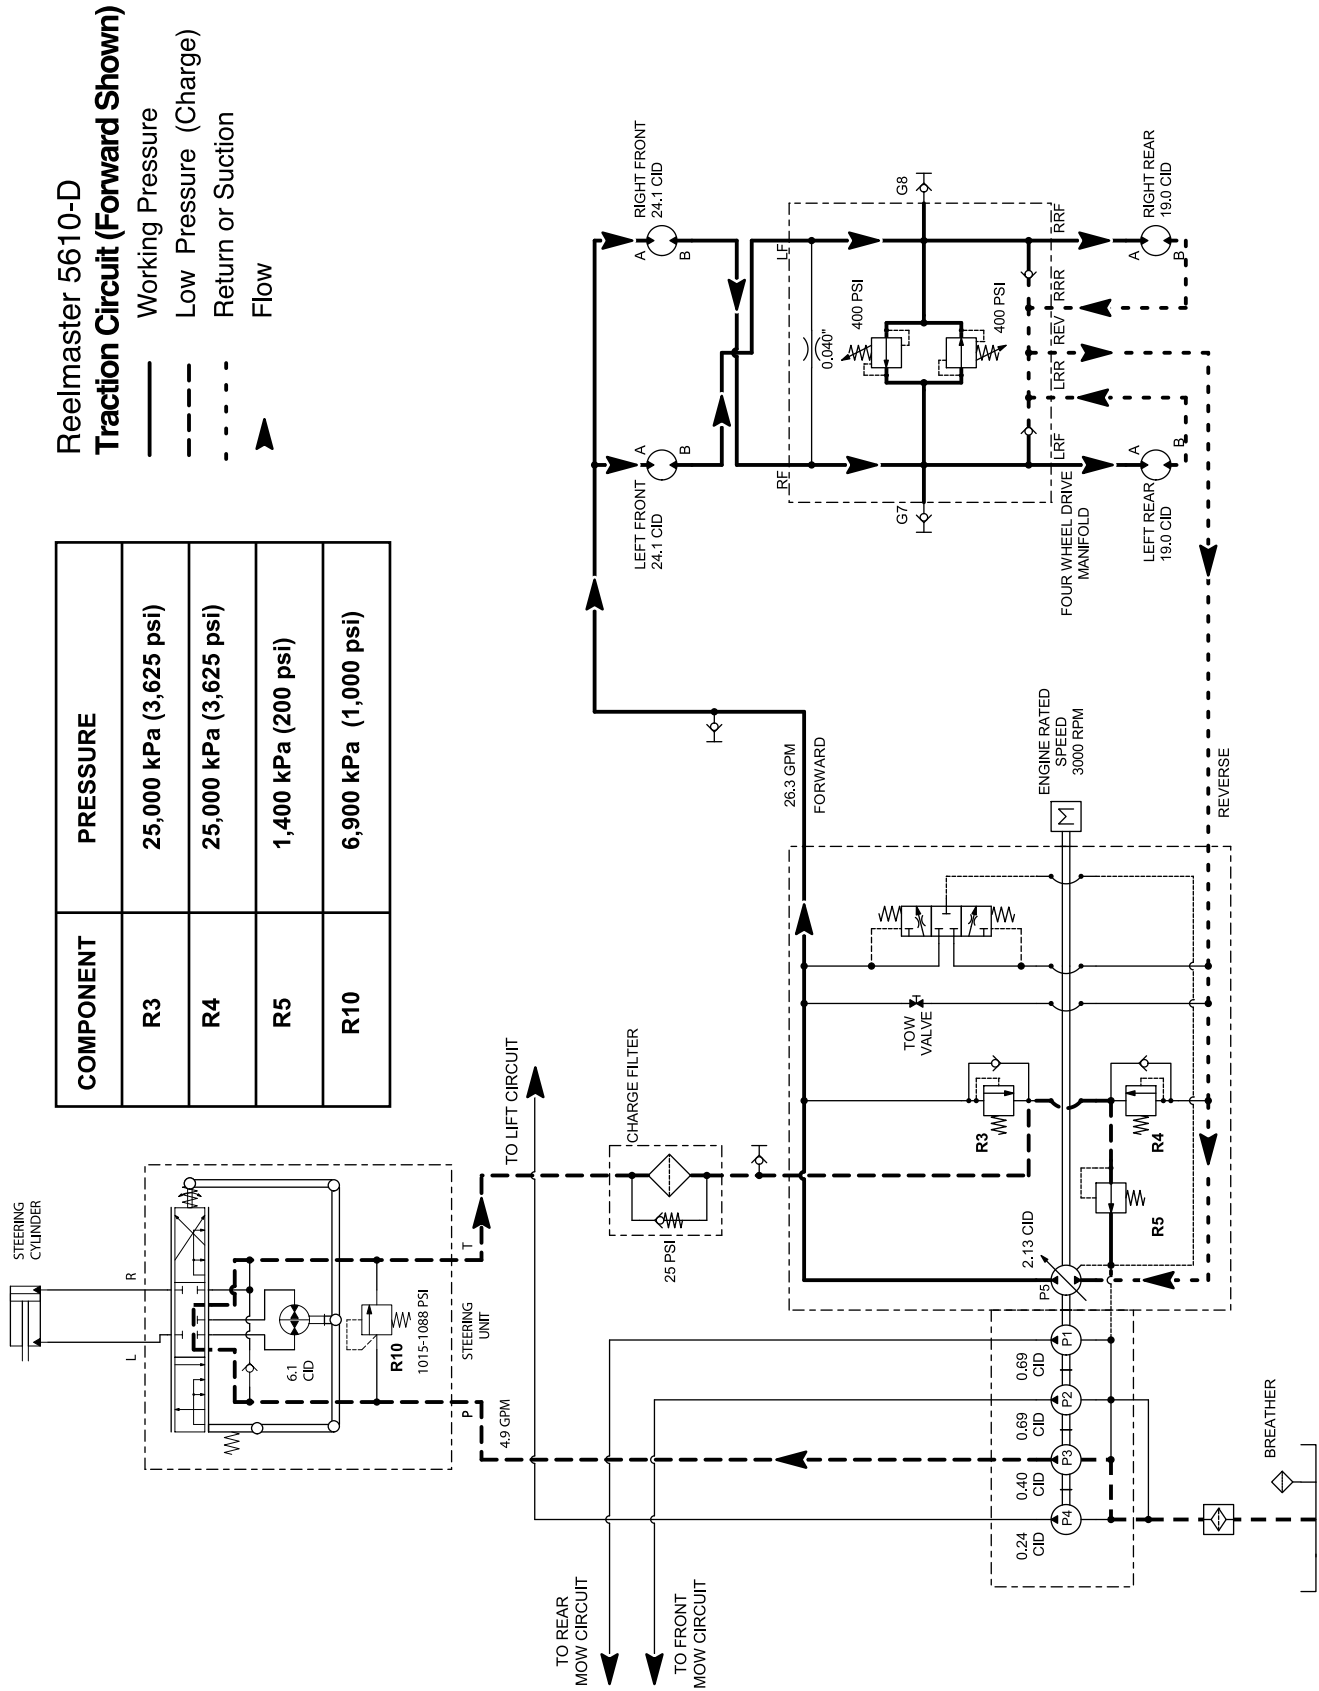 Reelmaster 5610-D
Traction Circuit (Forward Shown)
Working Pressure
Low Pressure (Charge)
Return or Suction
Flow
COMPONENT PRESSURE
R3 25,000 kPa (3,625 psi)
R4 25,000 kPa (3,625 psi)
R5 1,400 kPa (200 psi)
R10 6,900 kPa (1,000 psi)
STEERING
CYLINDER
L
R
6.1
CID
R10
1015-1088 PSI
STEERING
UNIT
P
T
4.9 GPM
TO LIFT CIRCUIT
CHARGE FILTER
25 PSI
TO REAR
MOW CIRCUIT
TO FRONT
MOW CIRCUIT
26.3 GPM
FORWARD
TOW
VALVE
R3
R4
R5
2.13 CID
P5
P1
0.69
CID
P2
0.69
CID
P3
0.40
CID
P4
0.24
CID
ENGINE RATED
SPEED
3000 RPM
M
REVERSE
BREATHER
LEFT FRONT
24.1 CID
A
B
RIGHT FRONT
24.1 CID
A
B
RF
LF
0.040"
400 PSI
400 PSI
G7
G8
LRF
LRR
REV
RRR
RRF
FOUR WHEEL DRIVE
MANIFOLD
LEFT REAR
19.0 CID
A
B
RIGHT REAR
19.0 CID
A
B